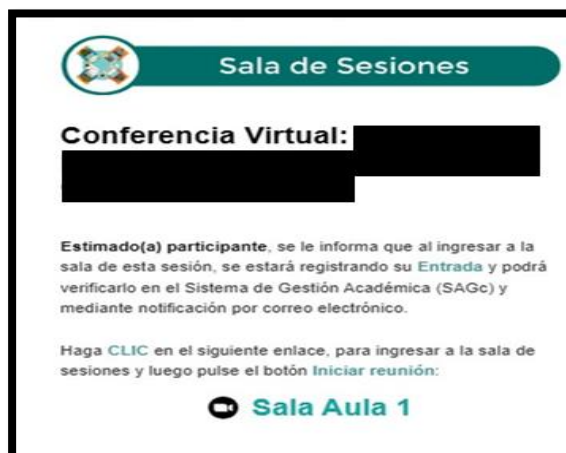 Sala de Sesiones
Conferencia Virtual:
Estimado(a) participante, se le informa que al ingresar a la
sala de esta sesión, se estará registrando su Entrada y podrá
verificarlo en el Sistema de Gestión Académica (SAGc) y
mediante notificación por correo electrónico.
Haga CLIC en el siguiente enlace, para ingresar a la sala de
sesiones y luego pulse el botón Iniciar reunión:
Sala Aula 1